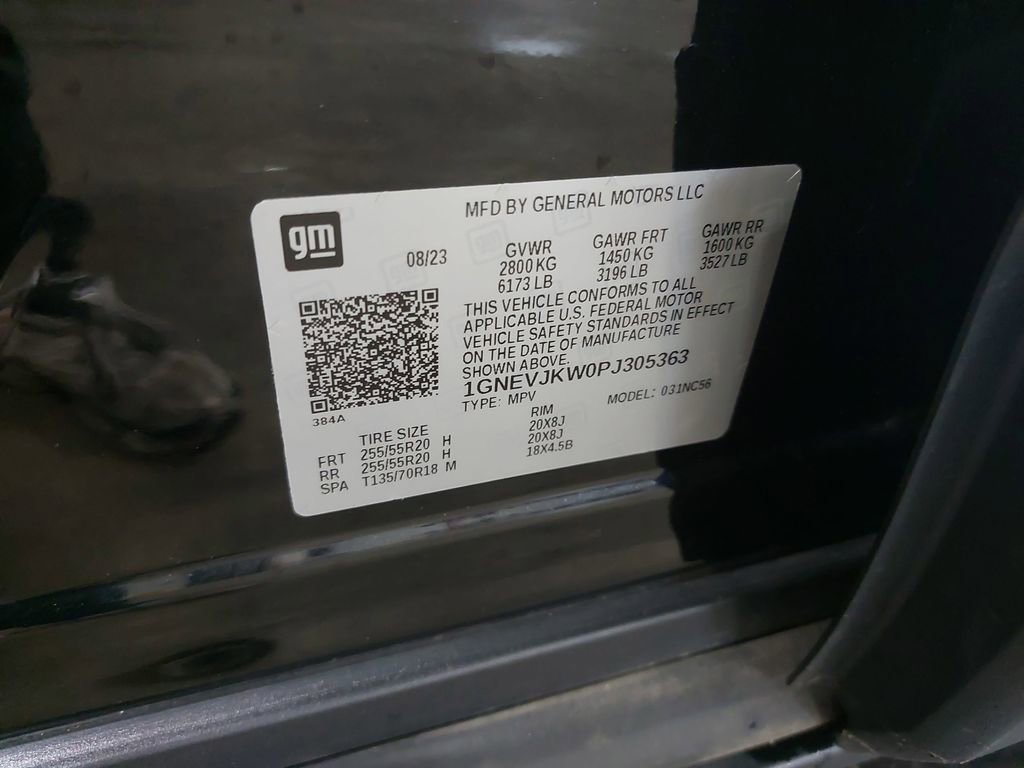 MFD BY GENERAL MOTORS LLC
gm
08/23
GVWR
2800 KG
6173 LB
GAWR FRT
1450 KG
3196 LB
GAWR RR
1600 KG
3527 LB
THIS VEHICLE CONFORMS TO ALL
APPLICABLE U.S. FEDERAL MOTOR
VEHICLE SAFETY STANDARDS IN EFFECT
ON THE DATE OF MANUFACTURE
SHOWN ABOVE.
1GNEVJKW0PJ305363
TYPE: MPV
MODEL: 031NC56
384A
TIRE SIZE
RIM
FRT 255/55R20 H 20X8J
RR 255/55R20 H 20X8J
SPA T135/70R18 M 18X4.5B